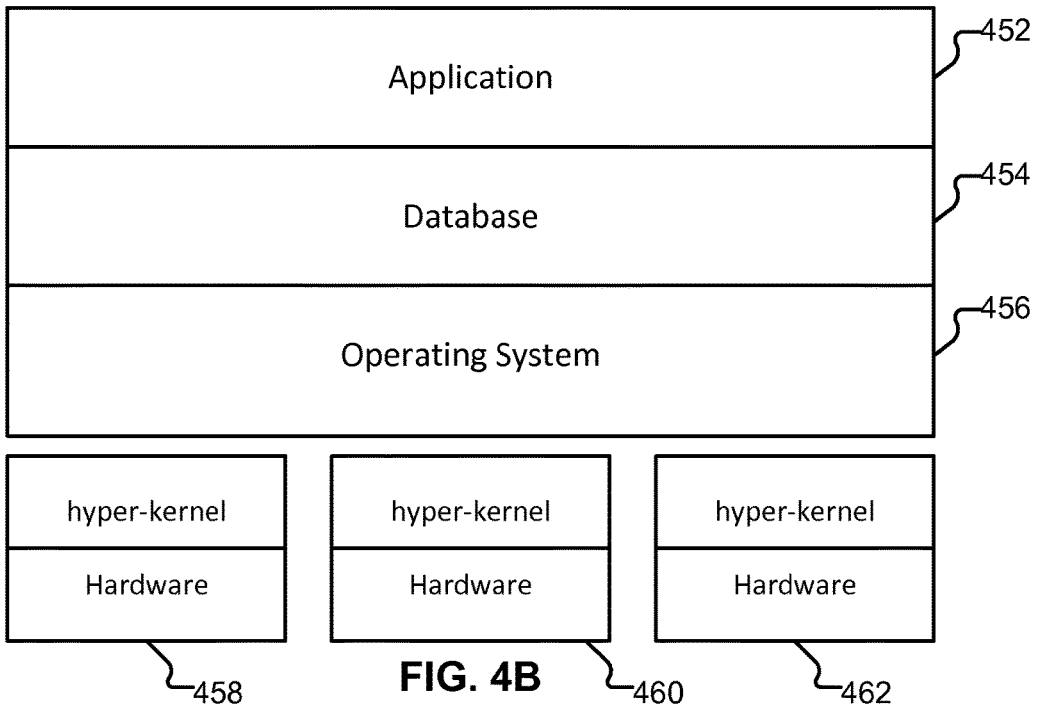 452
Application
454
Database
456
Operating System
hyper-kernel hyper-kernel hyper-kernel
Hardware Hardware Hardware
458 FIG. 4B 460 462